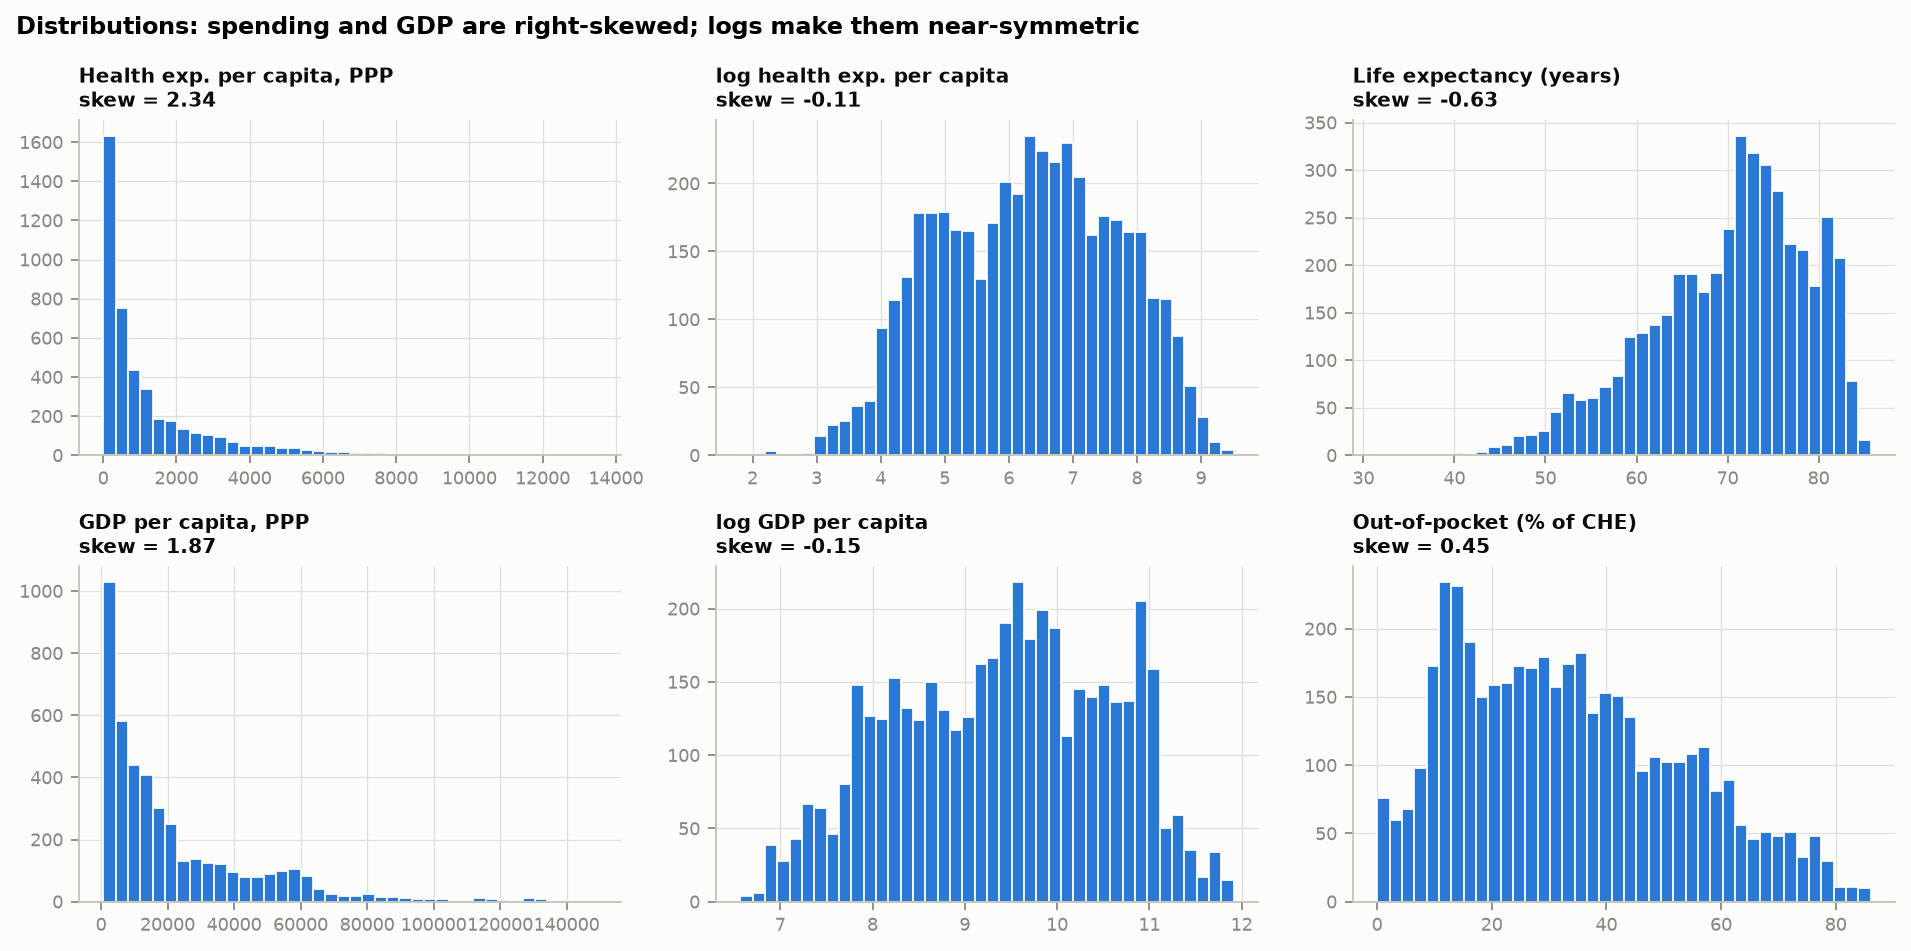 Distributions: spending and GDP are right-skewed; logs make them near-symmetric
Health exp. per capita, PPP
skew = 2.34
1600
1400
1200
1000
800
600
400
200
0
0 2000 4000 6000 8000 10000 12000 14000
log health exp. per capita
skew = -0.11
200
150
100
50
0
2 3 4 5 6 7 8 9
Life expectancy (years)
skew = -0.63
350
300
250
200
150
100
50
0
30 40 50 60 70 80
GDP per capita, PPP
skew = 1.87
1000
800
600
400
200
0
0 20000 40000 60000 80000 100000 120000 140000
log GDP per capita
skew = -0.15
200
150
100
50
0
7 8 9 10 11 12
Out-of-pocket (% of CHE)
skew = 0.45
200
150
100
50
0
0 20 40 60 80